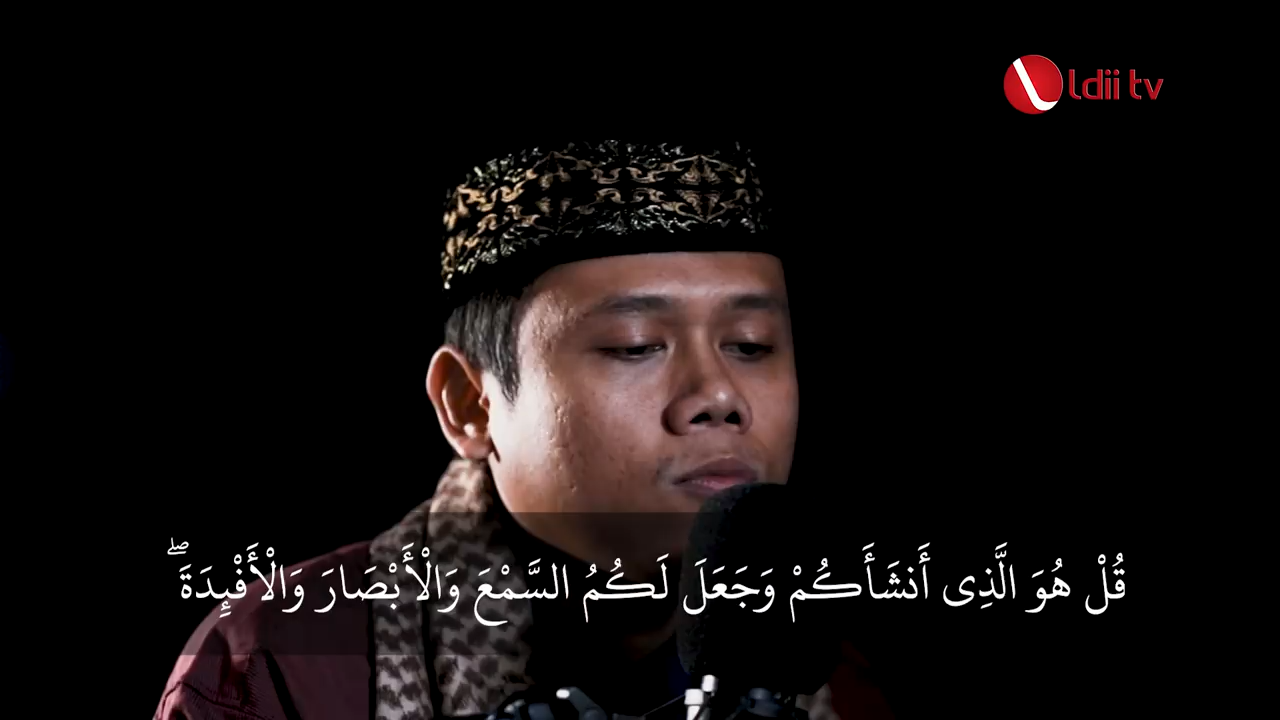 ldii tv
قُلْ هُوَ الَّذِى أَنشَأَكُمْ وَجَعَلَ لَكُمُ السَّمْعَ وَالْأَبْصَارَ وَالْأَفْـِٔدَةَ ۖ